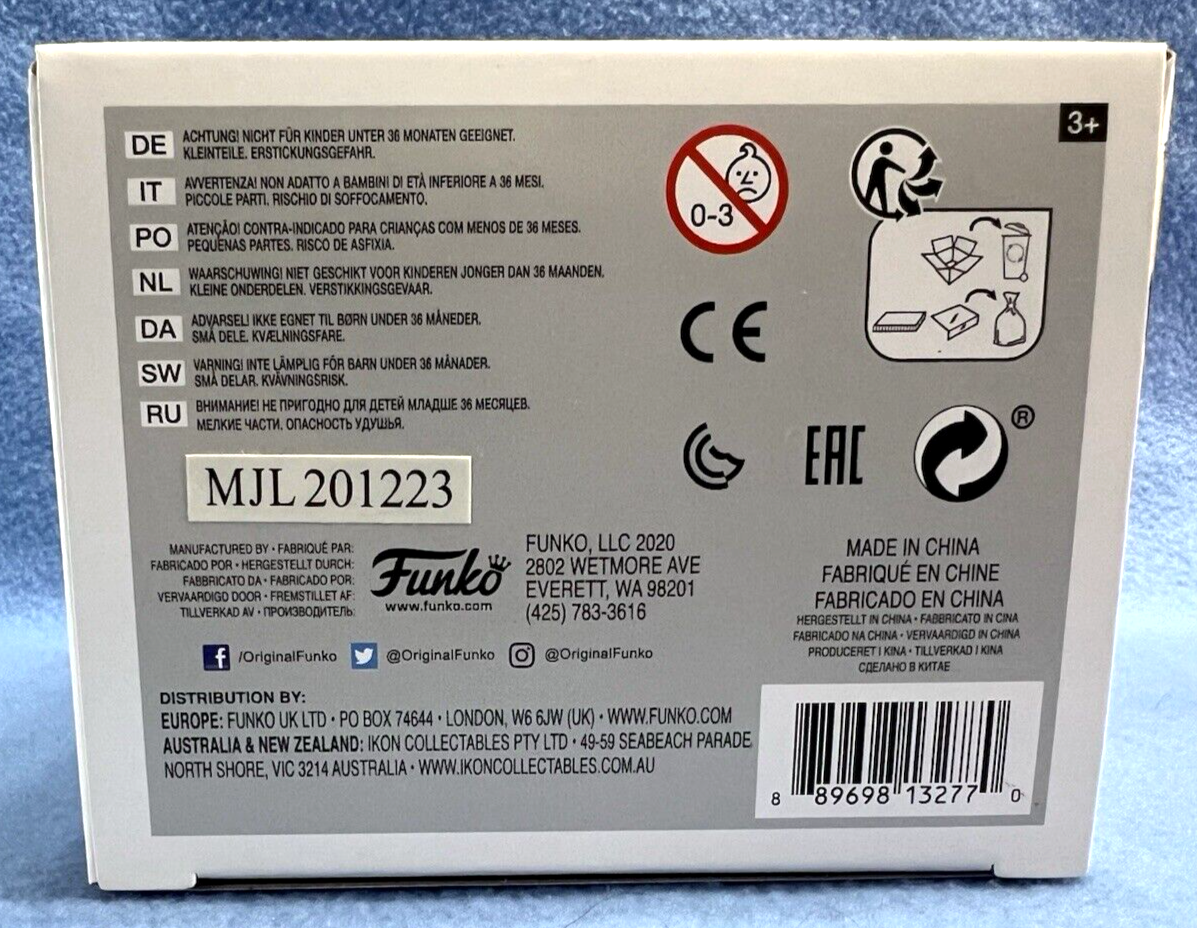 3+
DE
ACHTUNG! NICHT FÜR KINDER UNTER 36 MONATEN GEEIGNET.
KLEINTEILE. ERSTICKUNGSGEFAHR.
IT
AVVERTENZA! NON ADATTO A BAMBINI DI ETÀ INFERIORE A 36 MESI.
PICCOLE PARTI. RISCHIO DI SOFFOCAMENTO.
PO
ATENÇÃO! CONTRA-INDICADO PARA CRIANÇAS COM MENOS DE 36 MESES.
PEQUENAS PARTES. RISCO DE ASFIXIA.
NL
WAARSCHUWING! NIET GESCHIKT VOOR KINDEREN JONGER DAN 36 MAANDEN.
KLEINE ONDERDELEN. VERSTIKKINGSGEVAAR.
DA
ADVARSEL! IKKE EGNET TIL BØRN UNDER 36 MÅNEDER.
SMÅ DELE. KVÆLNINGSFARE.
SW
VARNING! INTE LÄMPLIG FÖR BARN UNDER 36 MÅNADER.
SMÅ DELAR. KVÄVNINGSRISK.
RU
ВНИМАНИЕ! НЕ ПРИГОДНО ДЛЯ ДЕТЕЙ МЛАДШЕ 36 МЕСЯЦЕВ.
МЕЛКИЕ ЧАСТИ. ОПАСНОСТЬ УДУШЬЯ.
0-3
CE
EAC
®
MJL 201223
MANUFACTURED BY • FABRIQUÉ PAR:
FABRICADO POR • HERGESTELLT DURCH:
FABBRICATO DA • FABRICADO POR:
VERVAARDIGD DOOR • FREMSTILLET AF:
TILLVERKAD AV • ПРОИЗВОДИТЕЛЬ:
Funko
www.funko.com
FUNKO, LLC 2020
2802 WETMORE AVE
EVERETT, WA 98201
(425) 783-3616
MADE IN CHINA
FABRIQUÉ EN CHINE
FABRICADO EN CHINA
HERGESTELLT IN CHINA • FABBRICATO IN CINA
FABRICADO NA CHINA • VERVAARDIGD IN CHINA
PRODUCERET I KINA • TILLVERKAD I KINA
СДЕЛАНО В КИТАЕ
f /OriginalFunko @OriginalFunko @OriginalFunko
DISTRIBUTION BY:
EUROPE: FUNKO UK LTD • PO BOX 74644 • LONDON, W6 6JW (UK) • WWW.FUNKO.COM
AUSTRALIA & NEW ZEALAND: IKON COLLECTABLES PTY LTD • 49-59 SEABEACH PARADE,
NORTH SHORE, VIC 3214 AUSTRALIA • WWW.IKONCOLLECTABLES.COM.AU
8 89698 13277 0